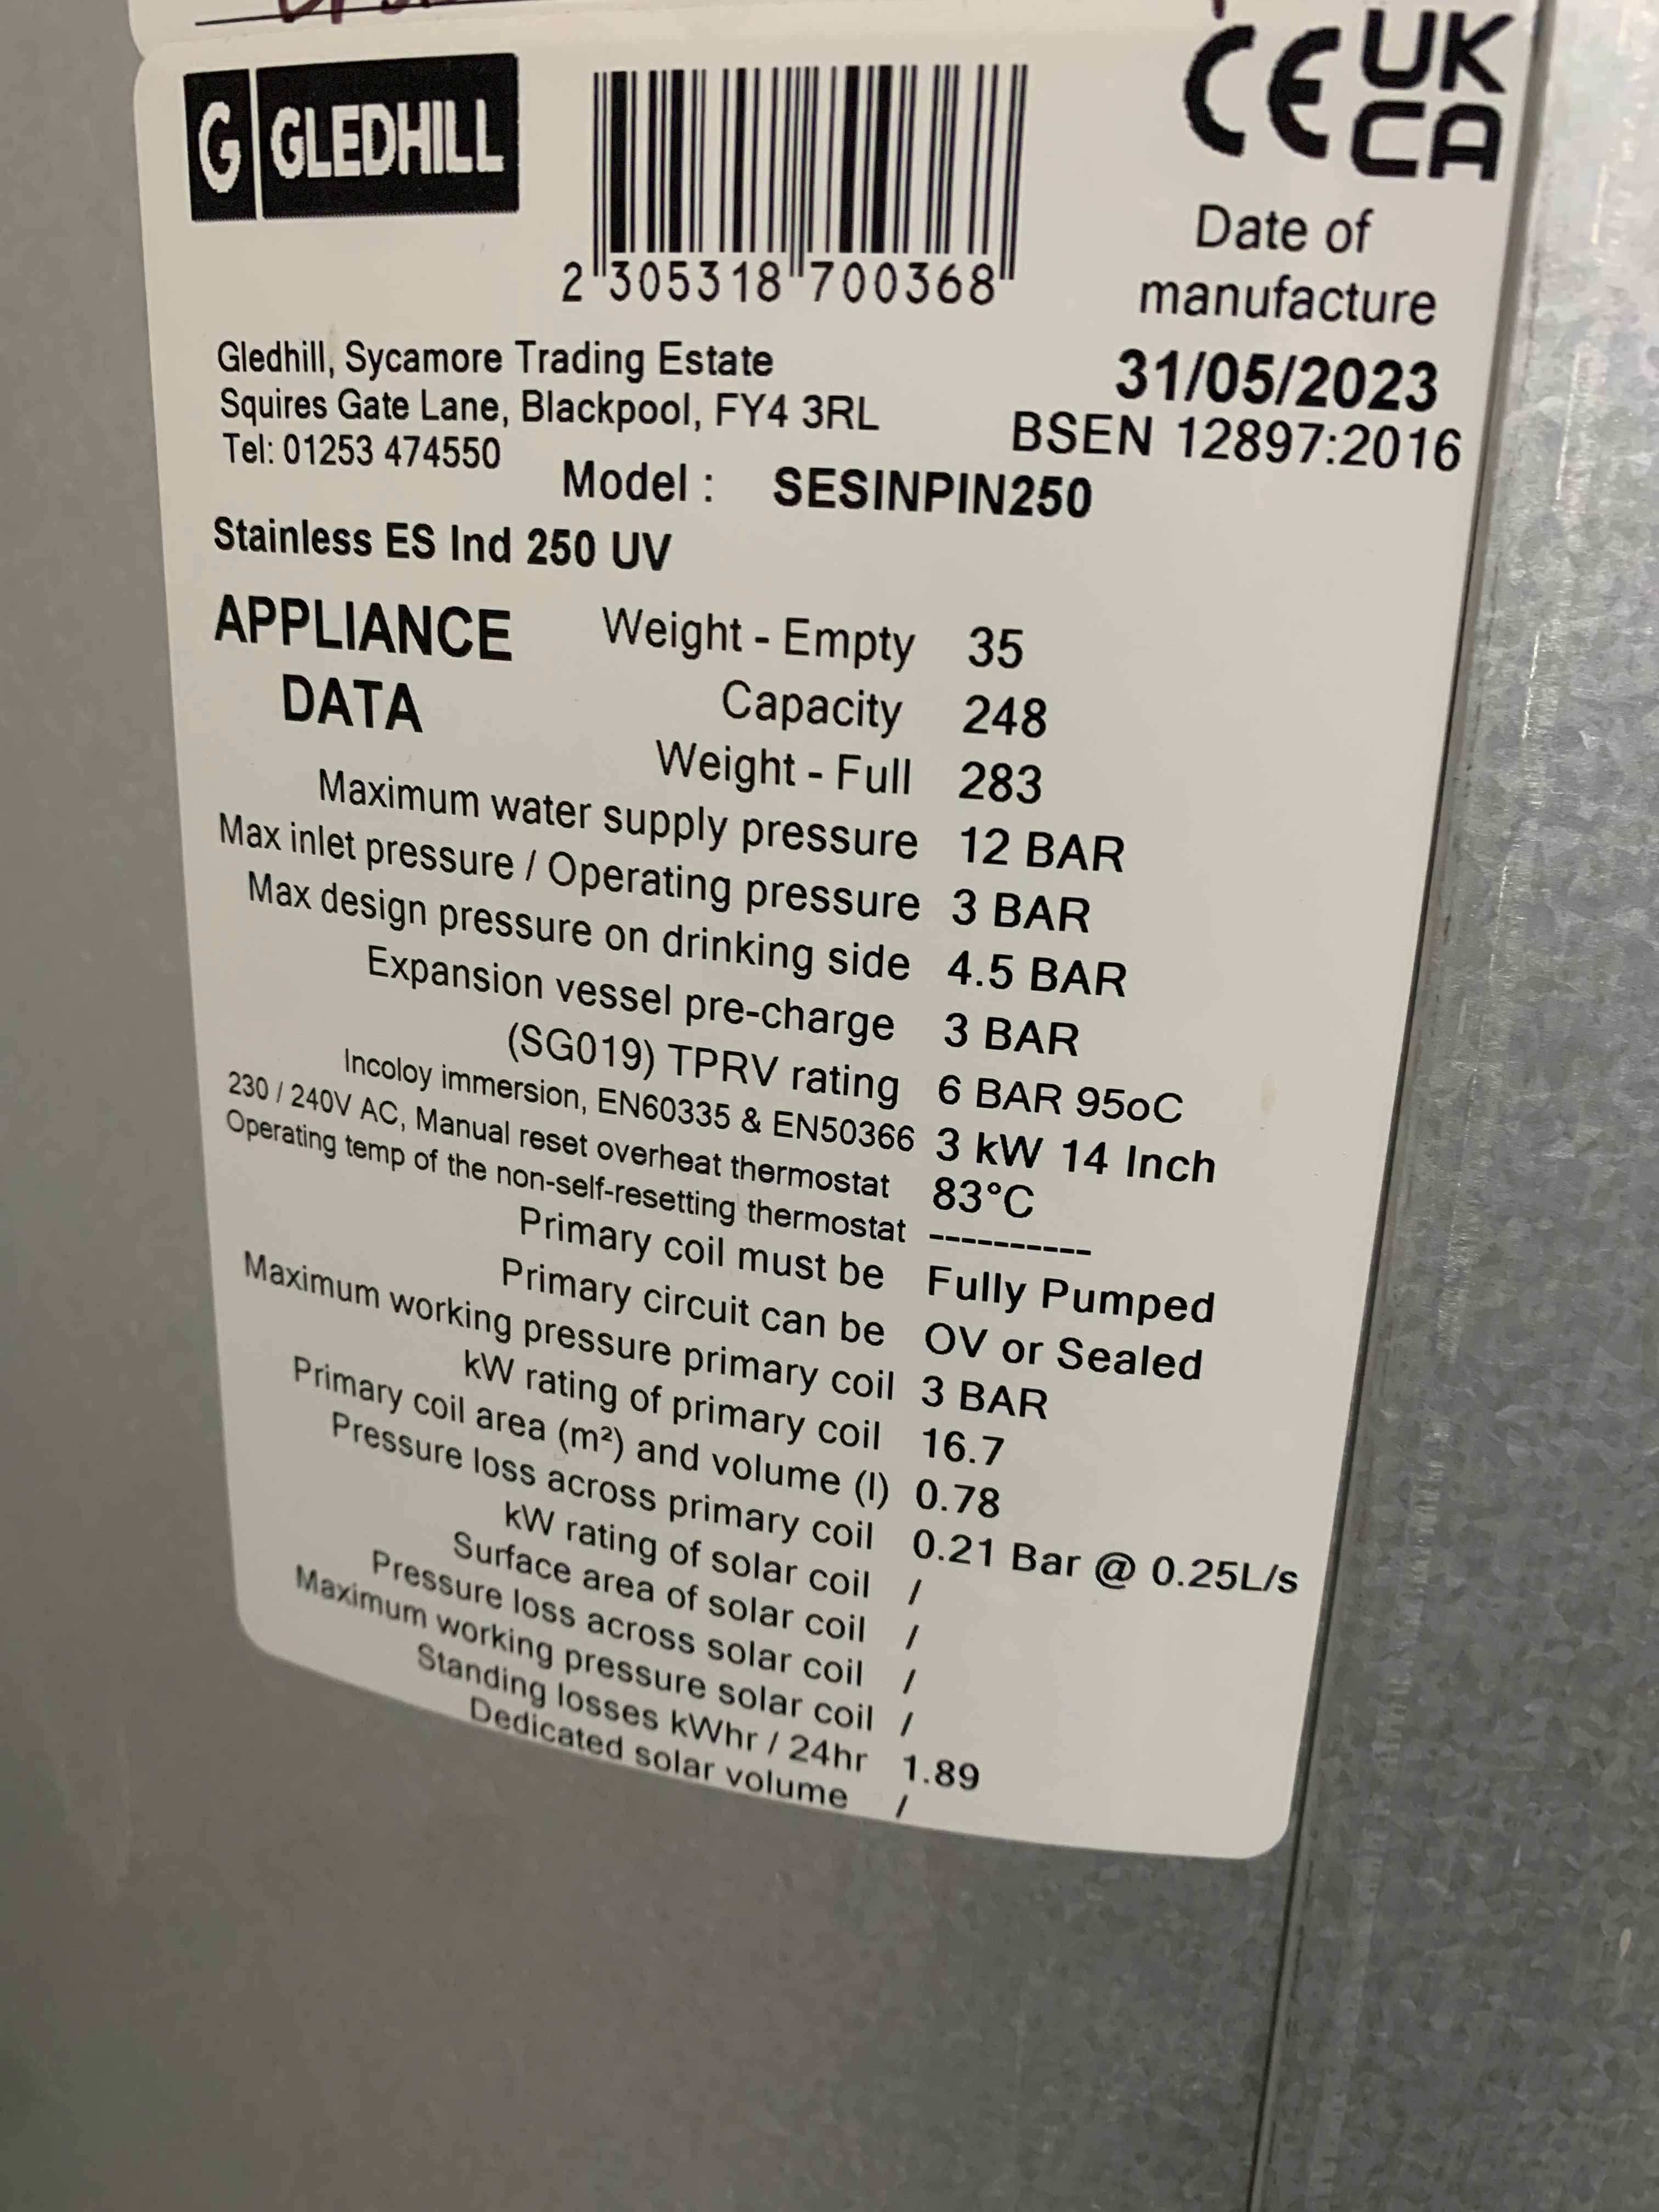 G GLEDHILL
CE UK CA
2 305318 700368
Date of
manufacture
31/05/2023
BSEN 12897:2016
Gledhill, Sycamore Trading Estate
Squires Gate Lane, Blackpool, FY4 3RL
Tel: 01253 474550
Model : SESINPIN250
Stainless ES Ind 250 UV
APPLIANCE
DATA
Weight - Empty 35
Capacity 248
Weight - Full 283
Maximum water supply pressure 12 BAR
Max inlet pressure / Operating pressure 3 BAR
Max design pressure on drinking side 4.5 BAR
Expansion vessel pre-charge 3 BAR
(SG019) TPRV rating 6 BAR 95oC
Incoloy immersion, EN60335 & EN50366 3 kW 14 Inch
230 / 240V AC, Manual reset overheat thermostat 83°C
Operating temp of the non-self-resetting thermostat ----------
Primary coil must be Fully Pumped
Primary circuit can be OV or Sealed
Maximum working pressure primary coil 3 BAR
kW rating of primary coil 16.7
Primary coil area (m²) and volume (l) 0.78
Pressure loss across primary coil 0.21 Bar @ 0.25L/s
kW rating of solar coil /
Surface area of solar coil /
Pressure loss across solar coil /
Maximum working pressure solar coil /
Standing losses kWhr / 24hr 1.89
Dedicated solar volume /